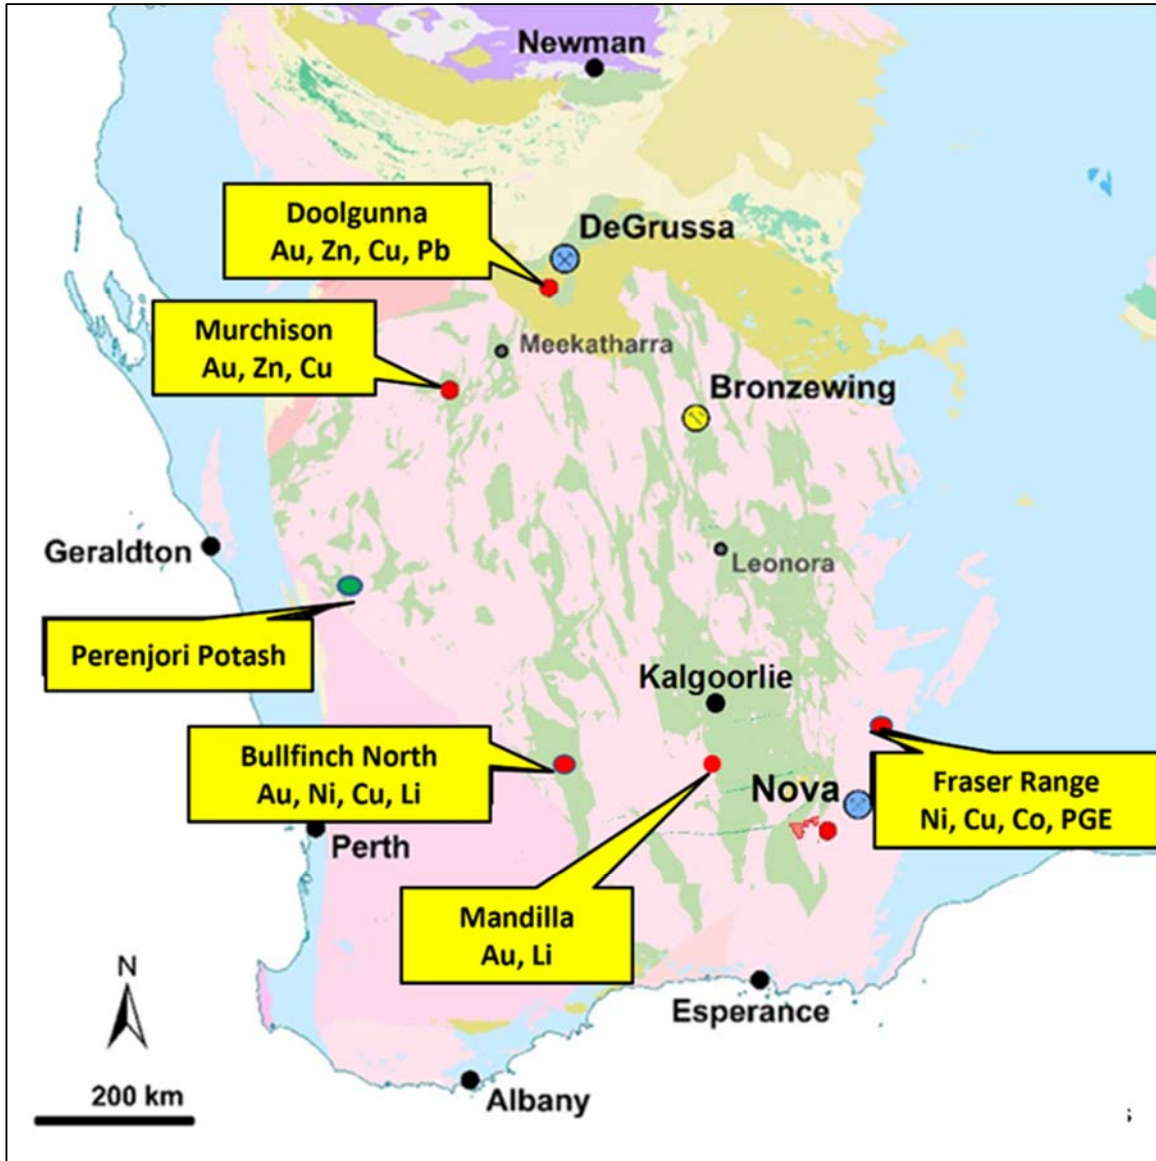 Newman
Doolgunna
Au, Zn, Cu, Pb
DeGrussa
Murchison
Au, Zn, Cu
Meekatharra
Bronzewing
Geraldton
Leonora
Perenjori Potash
Kalgoorlie
Bullfinch North
Au, Ni, Cu, Li
Nova
Fraser Range
Ni, Cu, Co, PGE
Perth
Mandilla
Au, Li
N
Esperance
200 km
Albany